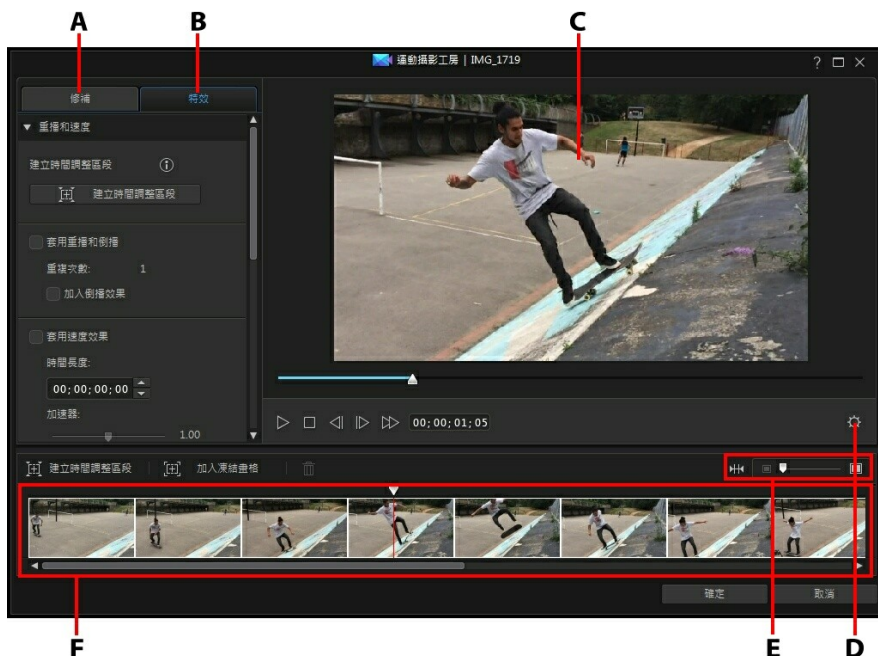 A
B
C
運動攝影工房 | IMG_1719
?
修補
特效
重播和速度
建立時間調整區段
建立時間調整區段
套用重播和倒播
重複次數: 1
加入倒播效果
套用速度效果
時間長度:
00;00;00;00
加速器:
1.00
00;00;01;05
建立時間調整區段
加入凍結畫格
確定
取消
F
E
D